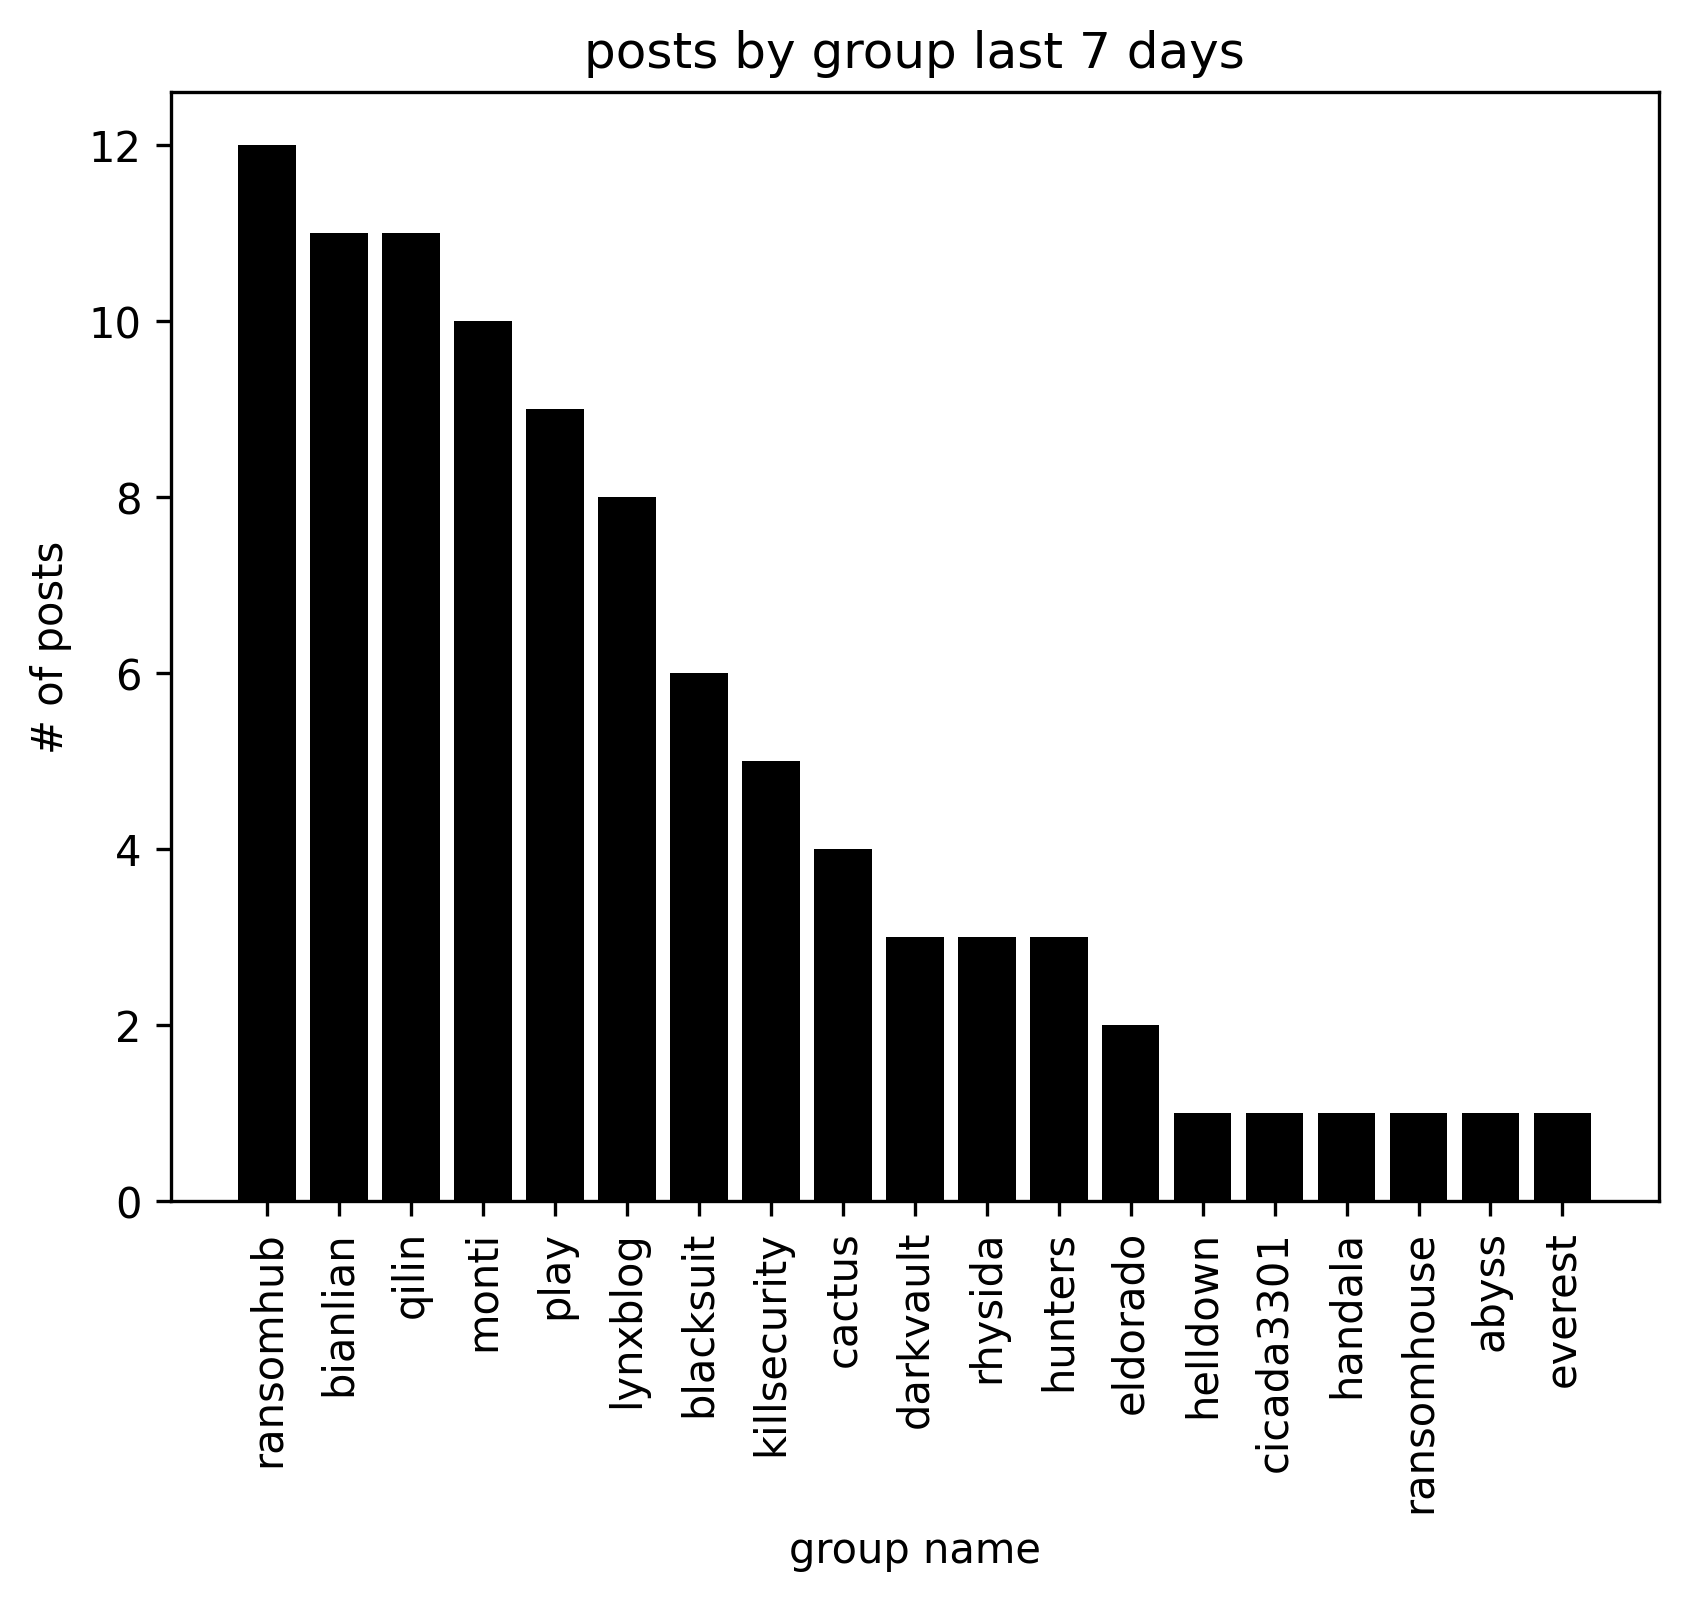 posts by group last 7 days
12
10
8
6
4
2
0
# of posts
ransomhub
bianlian
qilin
monti
play
lynxblog
blacksuit
killsecurity
cactus
darkvault
rhysida
hunters
eldorado
helldown
cicada3301
handala
ransomhouse
abyss
everest
group name